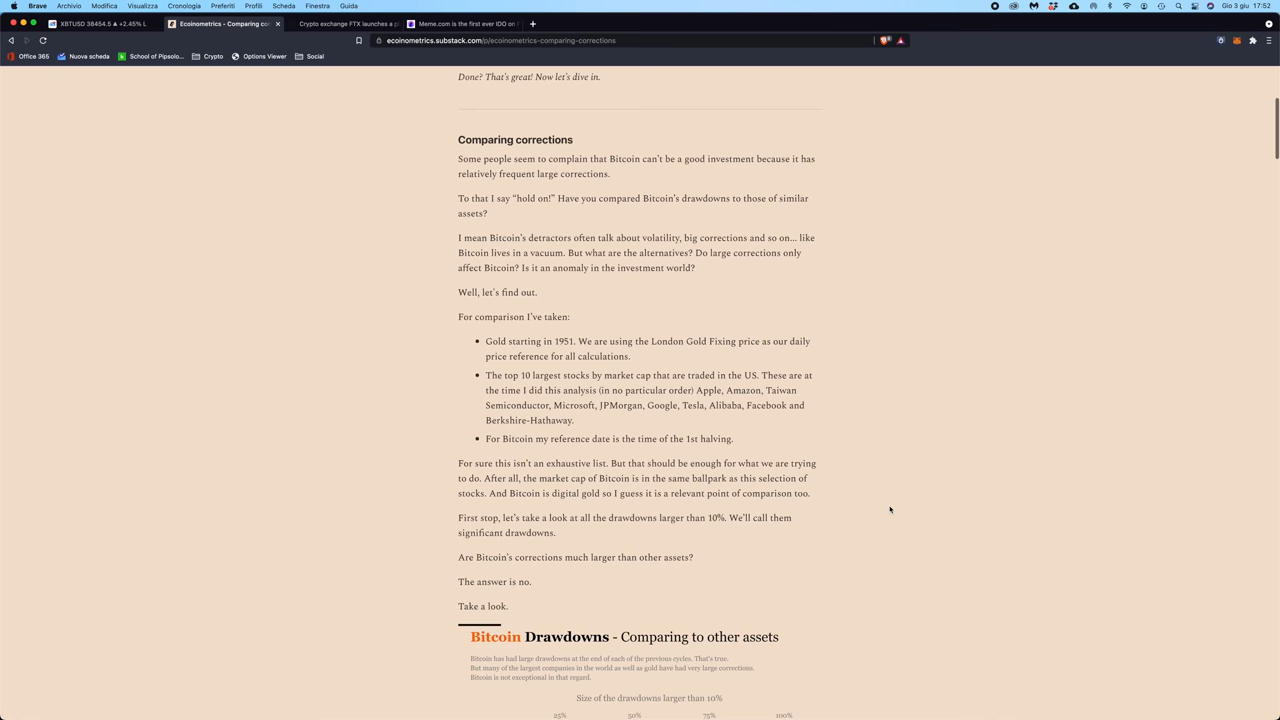 Brave Archivio Modifica Visualizza Cronologia Preferiti Profili Scheda Finestra Guida Gio 3 giu 17:52
XBTUSD 38454.5 ▲ +2.45% L Ecoinometrics - Comparing co Crypto exchange FTX launches a p Meme.com is the first ever IDO on
ecoinometrics.substack.com/p/ecoinometrics-comparing-corrections
Office 365 Nuova scheda School of Pipsolo... Crypto Options Viewer Social
Done? That's great! Now let's dive in.
Comparing corrections
Some people seem to complain that Bitcoin can't be a good investment because it has
relatively frequent large corrections.
To that I say “hold on!” Have you compared Bitcoin's drawdowns to those of similar
assets?
I mean Bitcoin's detractors often talk about volatility, big corrections and so on... like
Bitcoin lives in a vacuum. But what are the alternatives? Do large corrections only
affect Bitcoin? Is it an anomaly in the investment world?
Well, let's find out.
For comparison I've taken:
• Gold starting in 1951. We are using the London Gold Fixing price as our daily
price reference for all calculations.
• The top 10 largest stocks by market cap that are traded in the US. These are at
the time I did this analysis (in no particular order) Apple, Amazon, Taiwan
Semiconductor, Microsoft, JPMorgan, Google, Tesla, Alibaba, Facebook and
Berkshire-Hathaway.
• For Bitcoin my reference date is the time of the 1st halving.
For sure this isn't an exhaustive list. But that should be enough for what we are trying
to do. After all, the market cap of Bitcoin is in the same ballpark as this selection of
stocks. And Bitcoin is digital gold so I guess it is a relevant point of comparison too.
First stop, let's take a look at all the drawdowns larger than 10%. We'll call them
significant drawdowns.
Are Bitcoin's corrections much larger than other assets?
The answer is no.
Take a look.
Bitcoin Drawdowns - Comparing to other assets
Bitcoin has had large drawdowns at the end of each of the previous cycles. That's true.
But many of the largest companies in the world as well as gold have had very large corrections.
Bitcoin is not exceptional in that regard.
Size of the drawdowns larger than 10%
25% 50% 75% 100%